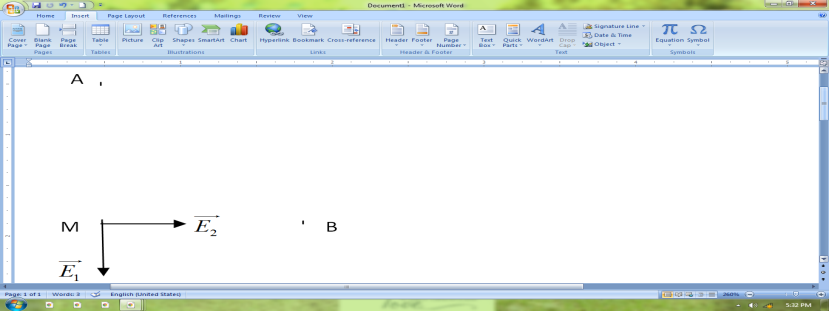 Document1 - Microsoft Word
Home Insert Page Layout References Mailings Review View
Cover Page Blank Page Page Break Table Picture Clip Art Shapes SmartArt Chart Hyperlink Bookmark Cross-reference Header Footer Page Number Text Box Quick Parts WordArt Drop Cap Signature Line Date & Time Object Equation Symbol
Pages Tables Illustrations Links Header & Footer Text Symbols
A
M E₂ B
E₁
Page: 1 of 1 Words: 3 English (United States) 260%
5:32 PM